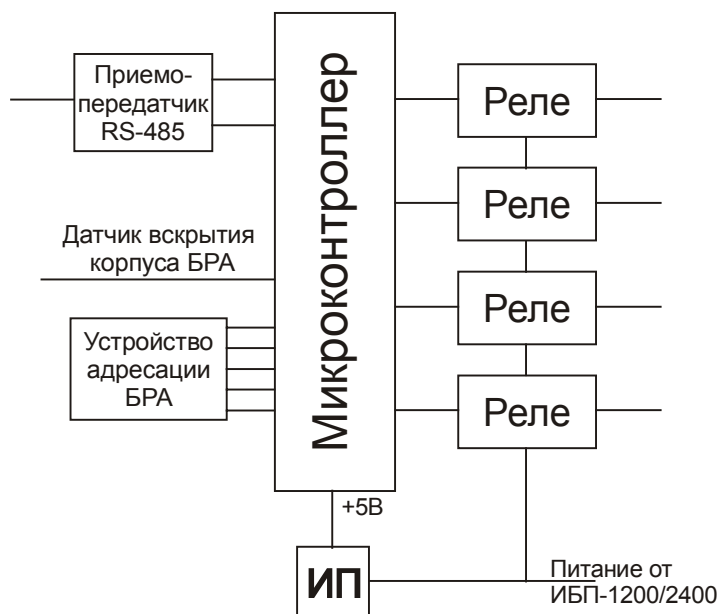 Приемо-
передатчик
RS-485
Датчик вскрытия
корпуса БРА
Устройство
адресации
БРА
Микроконтроллер
Реле
Реле
Реле
Реле
+5В
ИП
Питание от
ИБП-1200/2400